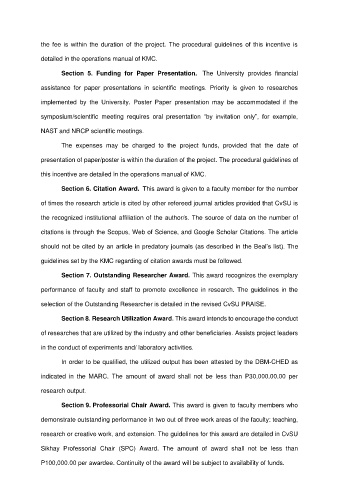 the fee is within the duration of the project. The procedural guidelines of this incentive is
detailed in the operations manual of KMC.
Section 5. Funding for Paper Presentation. The University provides financial
assistance for paper presentations in scientific meetings. Priority is given to researches
implemented by the University. Poster Paper presentation may be accommodated if the
symposium/scientific meeting requires oral presentation "by invitation only", for example,
NAST and NRCP scientific meetings.
The expenses may be charged to the project funds, provided that the date of
presentation of paper/poster is within the duration of the project. The procedural guidelines of
this incentive are detailed in the operations manual of KMC.
Section 6. Citation Award. This award is given to a faculty member for the number
of times the research article is cited by other refereed journal articles provided that CvSU is
the recognized institutional affiliation of the author/s. The source of data on the number of
citations is through the Scopus, Web of Science, and Google Scholar Citations. The article
should not be cited by an article in predatory journals (as described in the Beal's list). The
guidelines set by the KMC regarding of citation awards must be followed.
Section 7. Outstanding Researcher Award. This award recognizes the exemplary
performance of faculty and staff to promote excellence in research. The guidelines in the
selection of the Outstanding Researcher is detailed in the revised CvSU PRAISE.
Section 8. Research Utilization Award. This award intends to encourage the conduct
of researches that are utilized by the industry and other beneficiaries. Assists project leaders
in the conduct of experiments and/ laboratory activities.
In order to be qualified, the utilized output has been attested by the DBM-CHED as
indicated in the MARC. The amount of award shall not be less than P30,000.00.00 per
research output.
Section 9. Professorial Chair Award. This award is given to faculty members who
demonstrate outstanding performance in two out of three work areas of the faculty; teaching,
research or creative work, and extension. The guidelines for this award are detailed in CvSU
Sikhay Professorial Chair (SPC) Award. The amount of award shall not be less than
P100,000.00 per awardee. Continuity of the award will be subject to availability of funds.